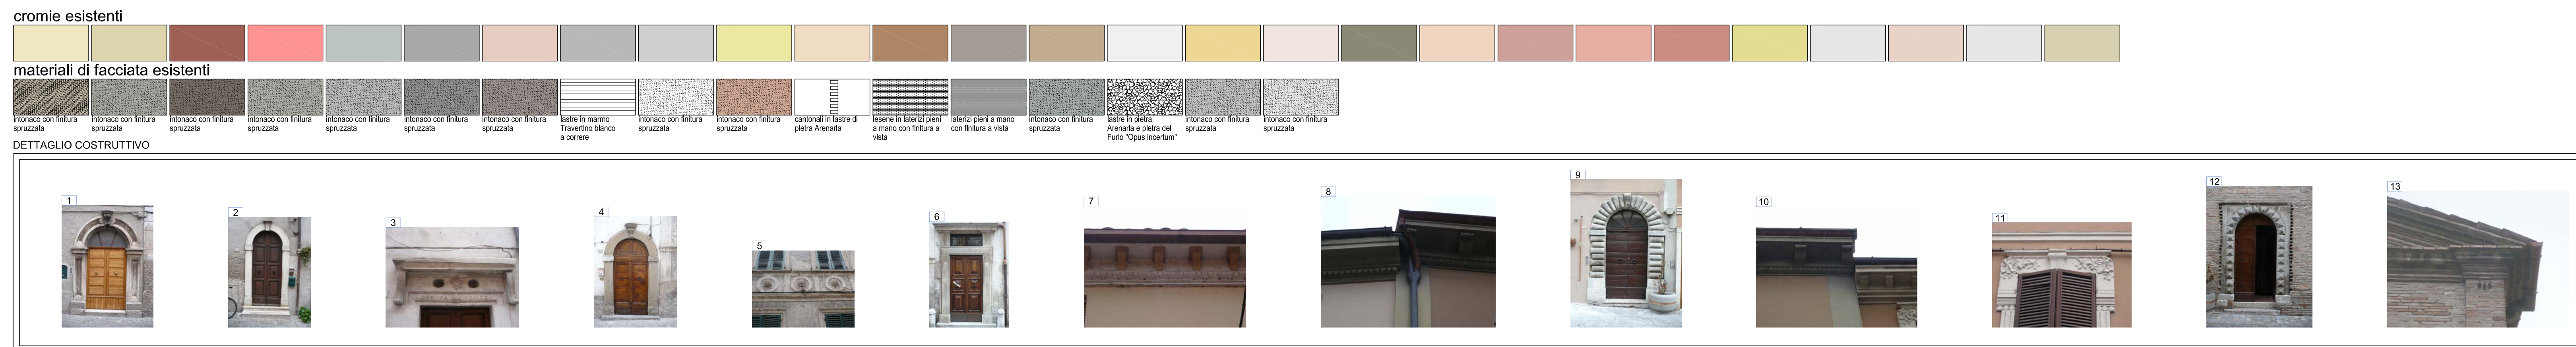 cromie esistenti
materiali di facciata esistenti
intonaco con finitura
spruzzata
intonaco con finitura
spruzzata
intonaco con finitura
spruzzata
intonaco con finitura
spruzzata
intonaco con finitura
spruzzata
intonaco con finitura
spruzzata
intonaco con finitura
spruzzata
lastre in marmo
Travertino bianco
a correre
intonaco con finitura
spruzzata
intonaco con finitura
spruzzata
cantonali in lastre di
pietra Arenaria
lesene in laterizi pieni
a mano con finitura a
vista
laterizi pieni a mano
con finitura a vista
intonaco con finitura
spruzzata
lastre in pietra
Arenaria e pietra del
Furlo "Opus Incertum"
intonaco con finitura
spruzzata
intonaco con finitura
spruzzata
DETTAGLIO COSTRUTTIVO
1
2
3
4
5
6
7
8
9
10
11
12
13